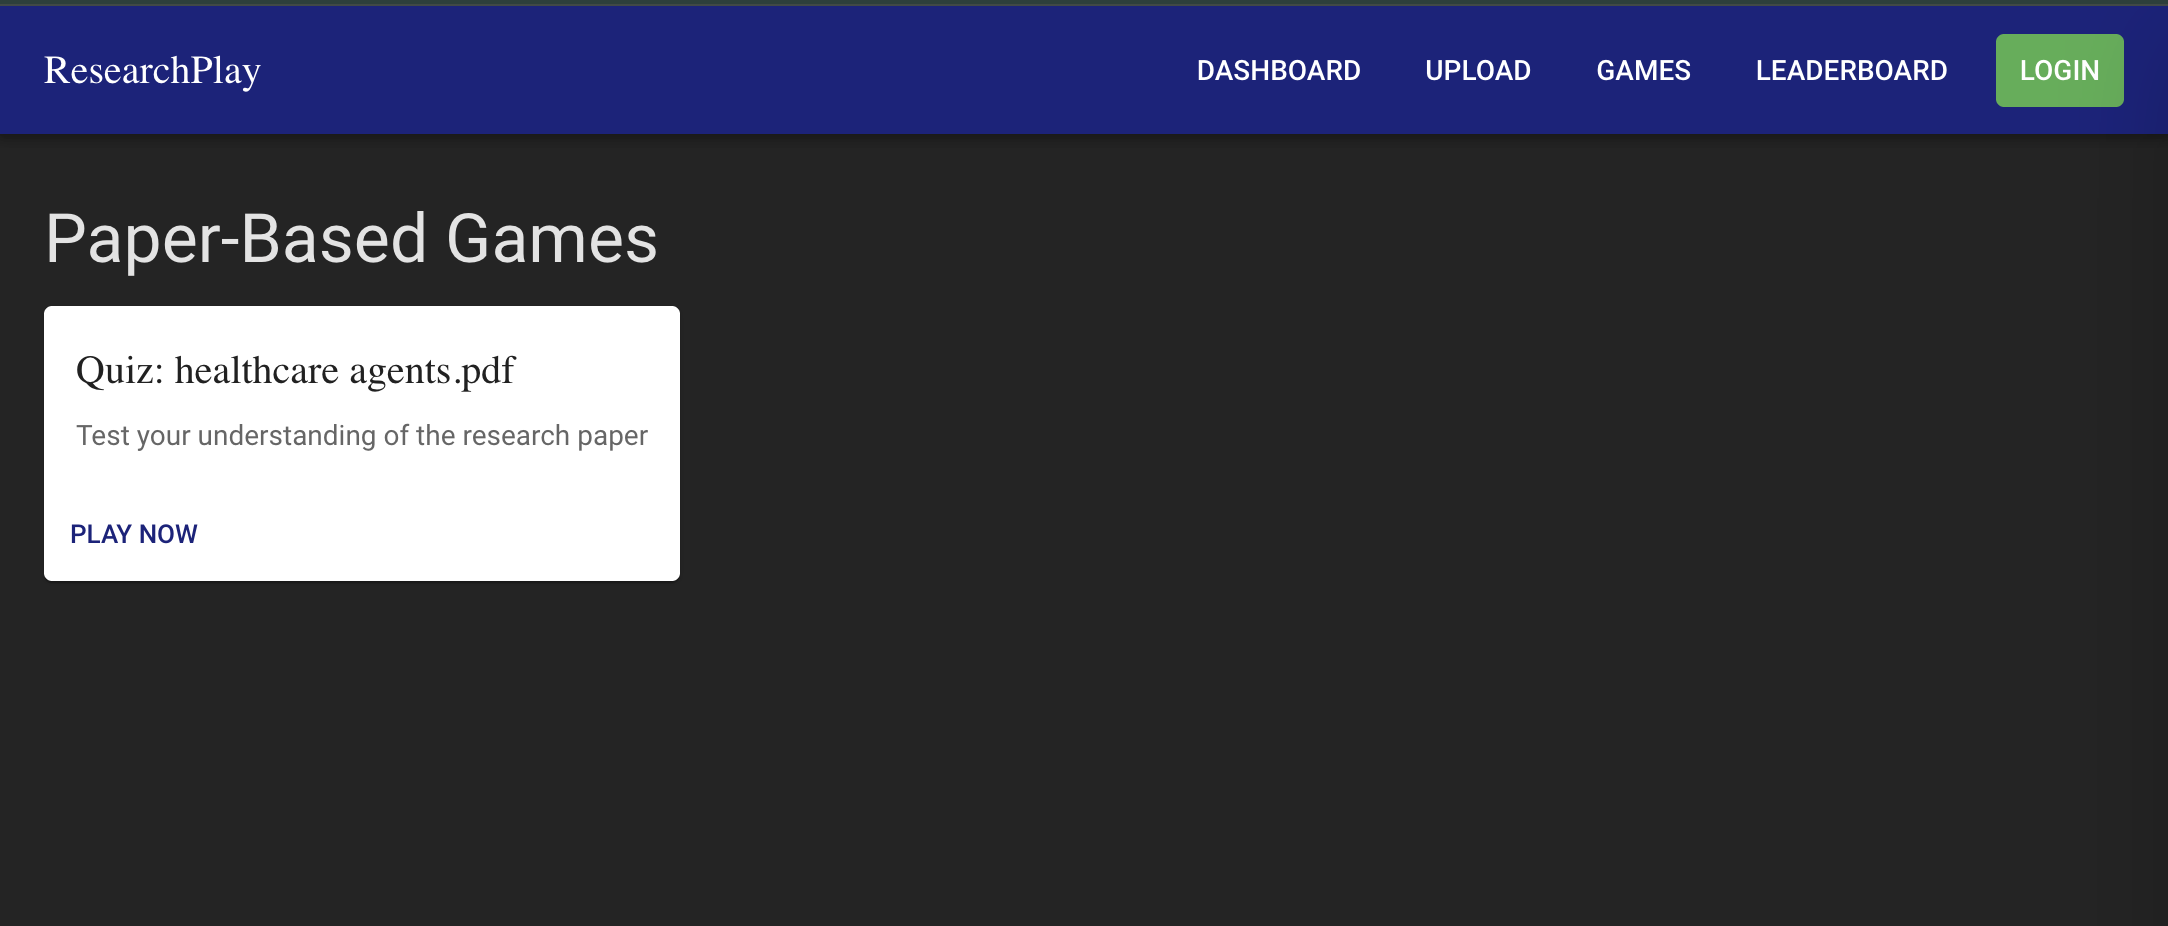 ResearchPlay
DASHBOARD UPLOAD GAMES LEADERBOARD LOGIN
Paper-Based Games
Quiz: healthcare agents.pdf
Test your understanding of the research paper
PLAY NOW